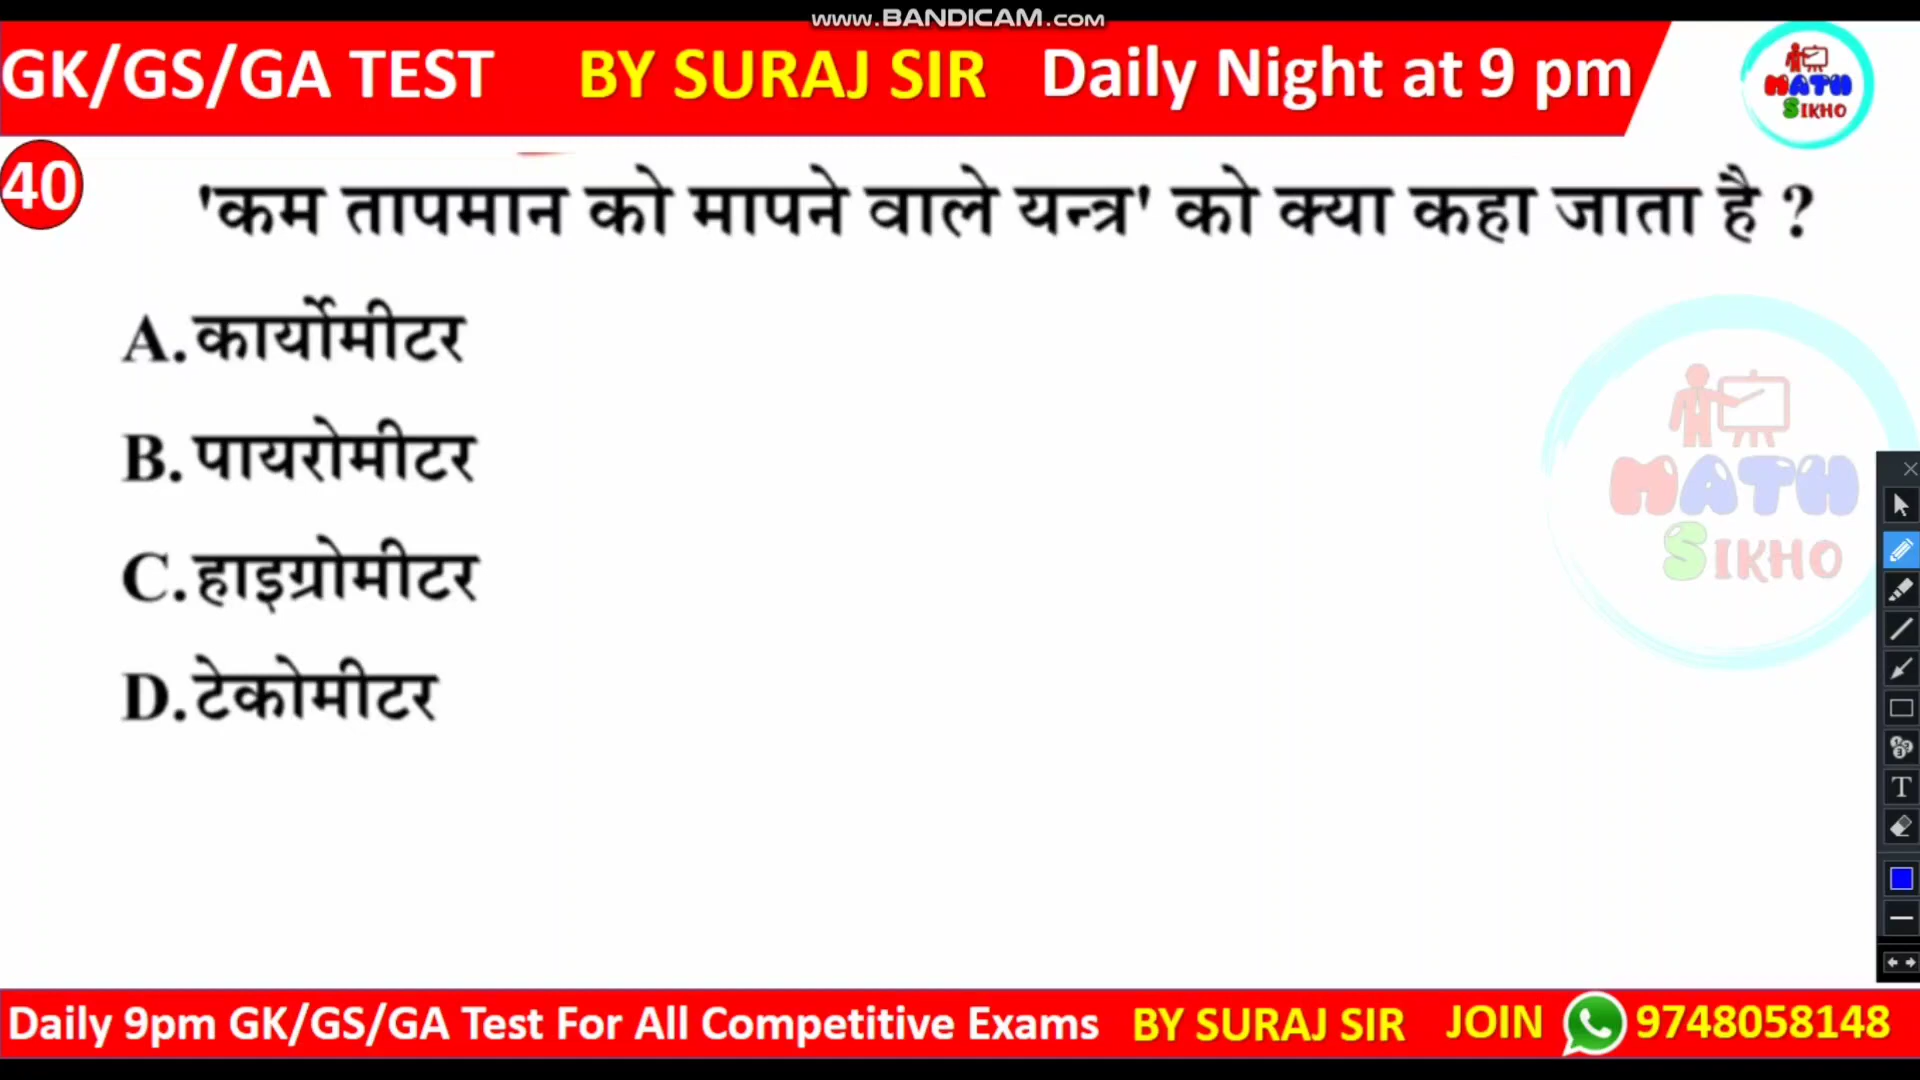 www.BANDICAM.com
GK/GS/GA TEST BY SURAJ SIR Daily Night at 9 pm
MATH
SIKHO
40
'कम तापमान को मापने वाले यन्त्र' को क्या कहा जाता है ?
A.कार्योमीटर
B.पायरोमीटर
C.हाइग्रोमीटर
D.टेकोमीटर
MATH
SIKHO
T
Daily 9pm GK/GS/GA Test For All Competitive Exams BY SURAJ SIR JOIN 9748058148